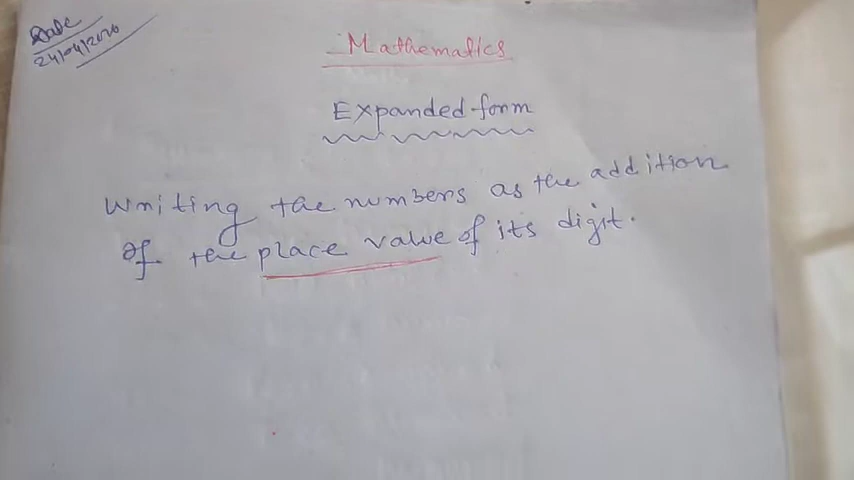 Date
24/04/2020
Mathematics
Expanded form
Writing the numbers as the addition
of the place value of its digit.